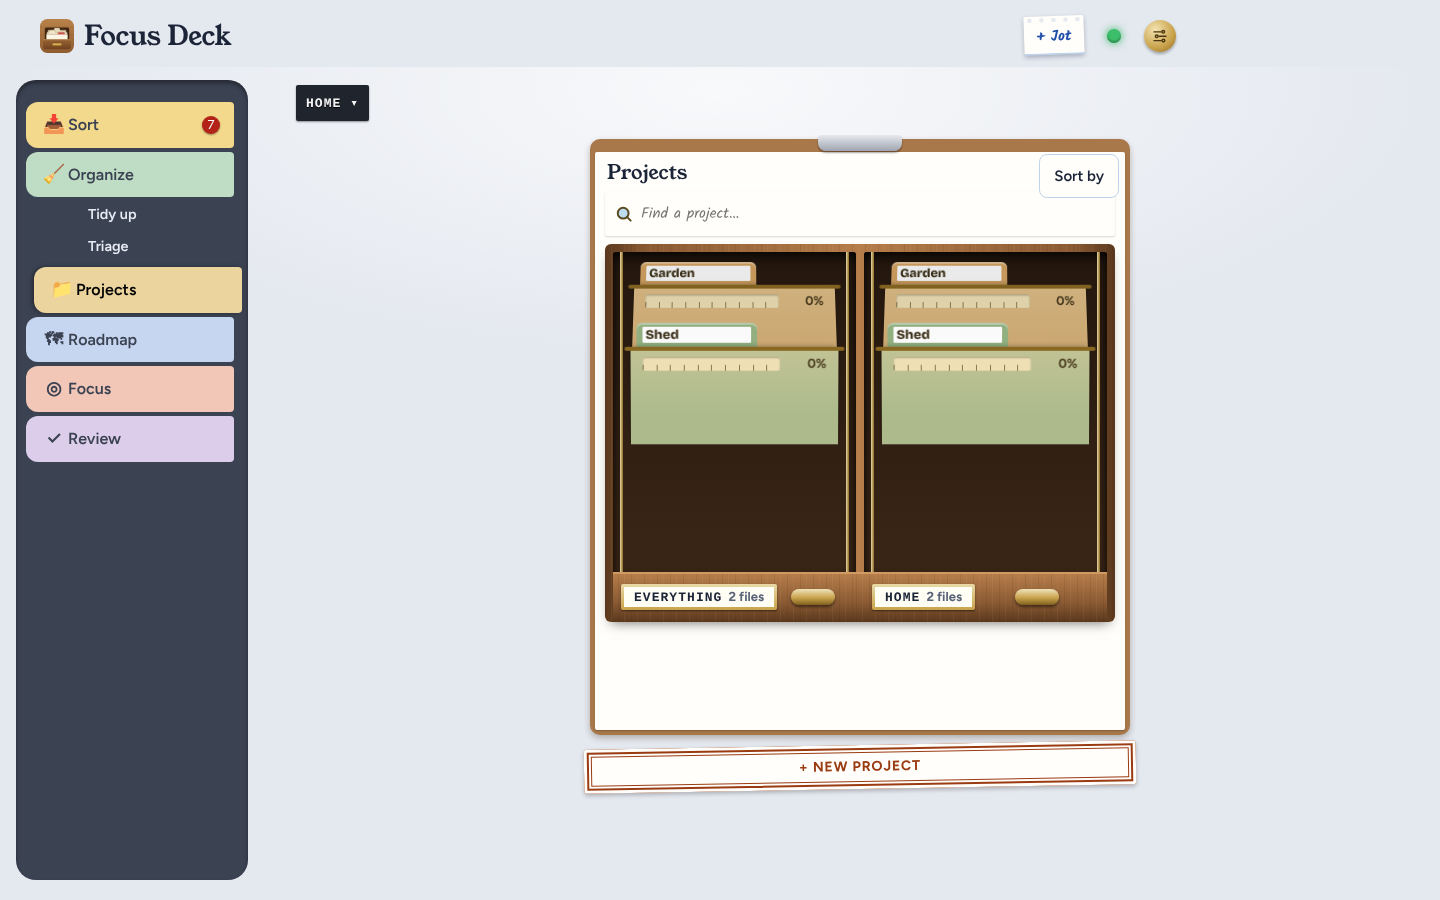 Focus Deck
+ Jot
Sort 7
Organize
Tidy up
Triage
Projects
Roadmap
Focus
Review
HOME ▾
Projects
Sort by
Find a project...
Garden
0%
Shed
0%
EVERYTHING 2 files
Garden
0%
Shed
0%
HOME 2 files
+ NEW PROJECT